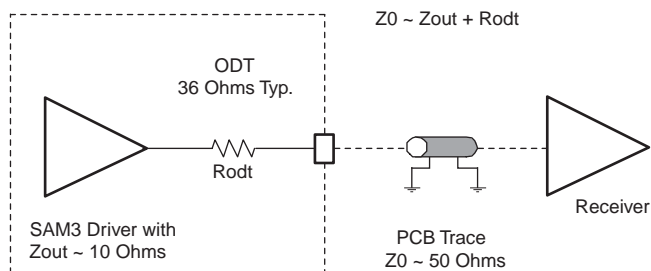 Z0 ~ Zout + Rodt
ODT
36 Ohms Typ.
Rodt
Receiver
SAM3 Driver with
Zout ~ 10 Ohms
PCB Trace
Z0 ~ 50 Ohms